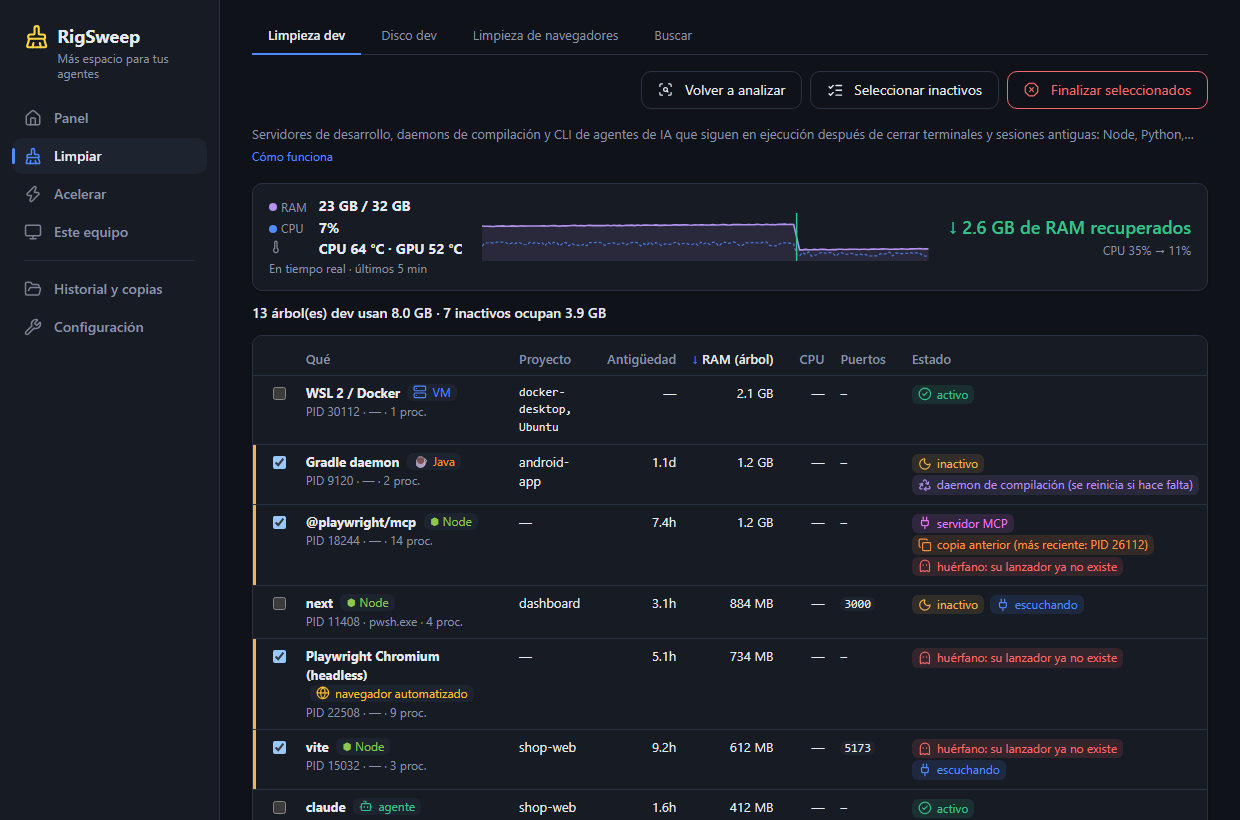 RigSweep
Más espacio para tus
agentes
Panel
Limpiar
Acelerar
Este equipo
Historial y copias
Configuración
Limpieza dev
Disco dev
Limpieza de navegadores
Buscar
Volver a analizar
Seleccionar inactivos
Finalizar seleccionados
Servidores de desarrollo, daemons de compilación y CLI de agentes de IA que siguen en ejecución después de cerrar terminales y sesiones antiguas: Node, Python,...
Cómo funciona
RAM 23 GB / 32 GB
CPU 7%
CPU 64 °C · GPU 52 °C
En tiempo real · últimos 5 min
↓ 2.6 GB de RAM recuperados
CPU 35% → 11%
13 árbol(es) dev usan 8.0 GB · 7 inactivos ocupan 3.9 GB
Qué Proyecto Antigüedad ↓ RAM (árbol) CPU Puertos Estado
WSL 2 / Docker VM
PID 30112 · — · 1 proc.
docker-
desktop,
Ubuntu
— 2.1 GB — –
activo
Gradle daemon Java
PID 9120 · — · 2 proc.
android-
app
1.1d 1.2 GB — –
inactivo
daemon de compilación (se reinicia si hace falta)
@playwright/mcp Node
PID 18244 · — · 14 proc.
— 7.4h 1.2 GB — –
servidor MCP
copia anterior (más reciente: PID 26112)
huérfano: su lanzador ya no existe
next Node
PID 11408 · pwsh.exe · 4 proc.
dashboard 3.1h 884 MB — 3000
inactivo escuchando
Playwright Chromium
(headless)
navegador automatizado
PID 22508 · — · 9 proc.
— 5.1h 734 MB — –
huérfano: su lanzador ya no existe
vite Node
PID 15032 · — · 3 proc.
shop-web 9.2h 612 MB — 5173
huérfano: su lanzador ya no existe
escuchando
claude agente
shop-web 1.6h 412 MB — –
activo